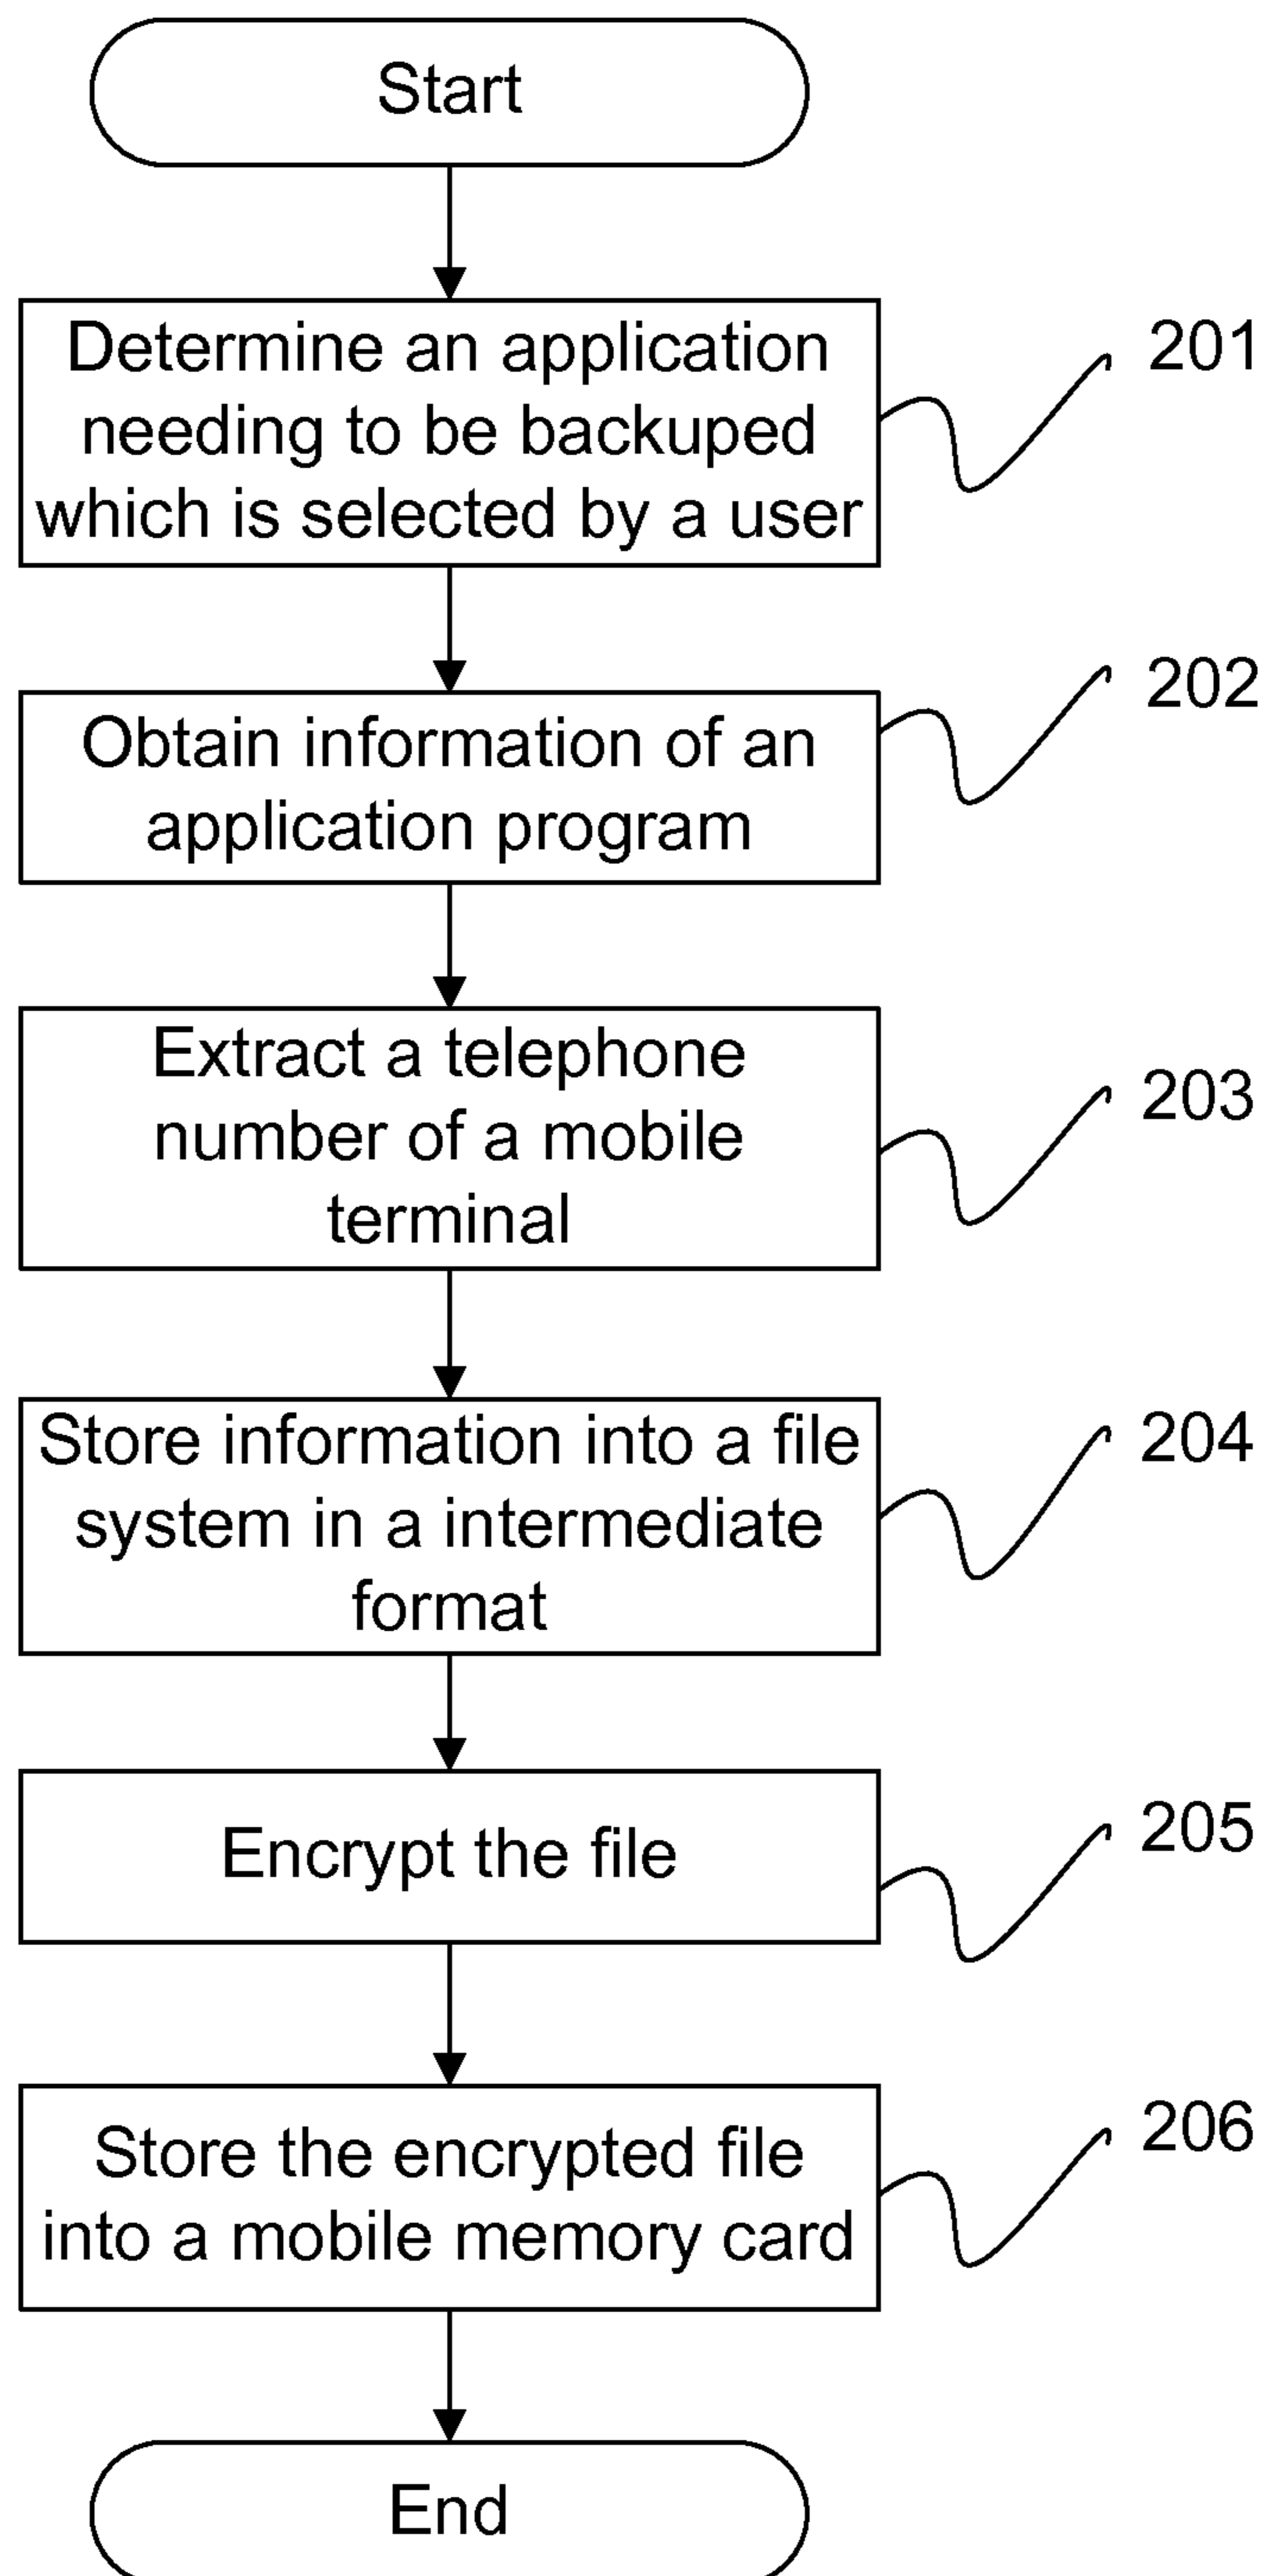 Start
Determine an application
needing to be backuped
which is selected by a user
201
Obtain information of an
application program
202
Extract a telephone
number of a mobile
terminal
203
Store information into a file
system in a intermediate
format
204
Encrypt the file
205
Store the encrypted file
into a mobile memory card
206
End